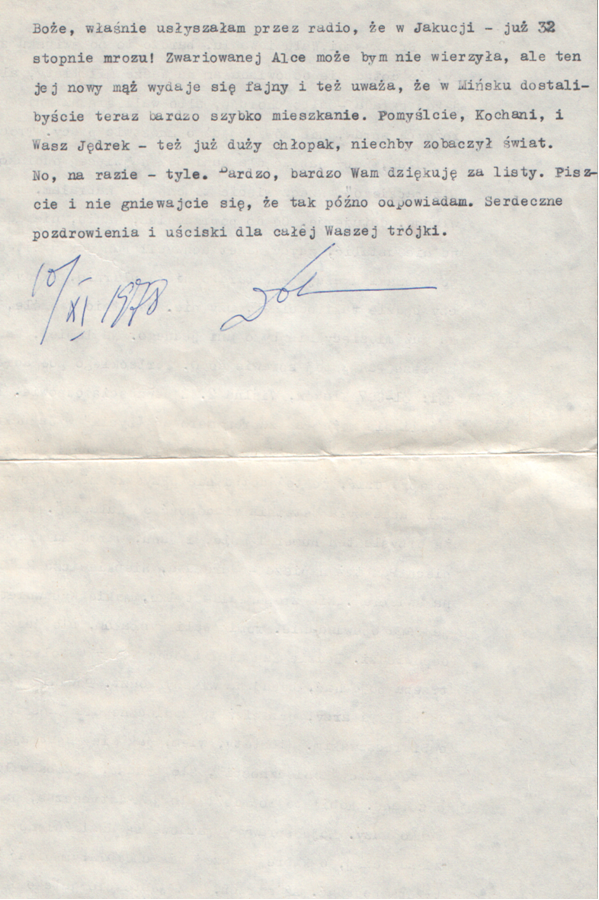 Boże, właśnie usłyszałam przez radio, że w Jakucji - już 32
stopnie mrozu! Zwariowanej Alce może bym nie wierzyła, ale ten
jej nowy mąż wydaje się fajny i też uważa, że w Mińsku dostali-
byście teraz bardzo szybko mieszkanie. Pomyślcie, Kochani, i
Wasz Jędrek - też już duży chłopak, niechby zobaczył świat.
No, na razie - tyle. Bardzo, bardzo Wam dziękuję za listy. Pisz-
cie i nie gniewajcie się, że tak późno odpowiadam. Serdeczne
pozdrowienia i uściski dla całej Waszej trójki.
10/XI 1978.